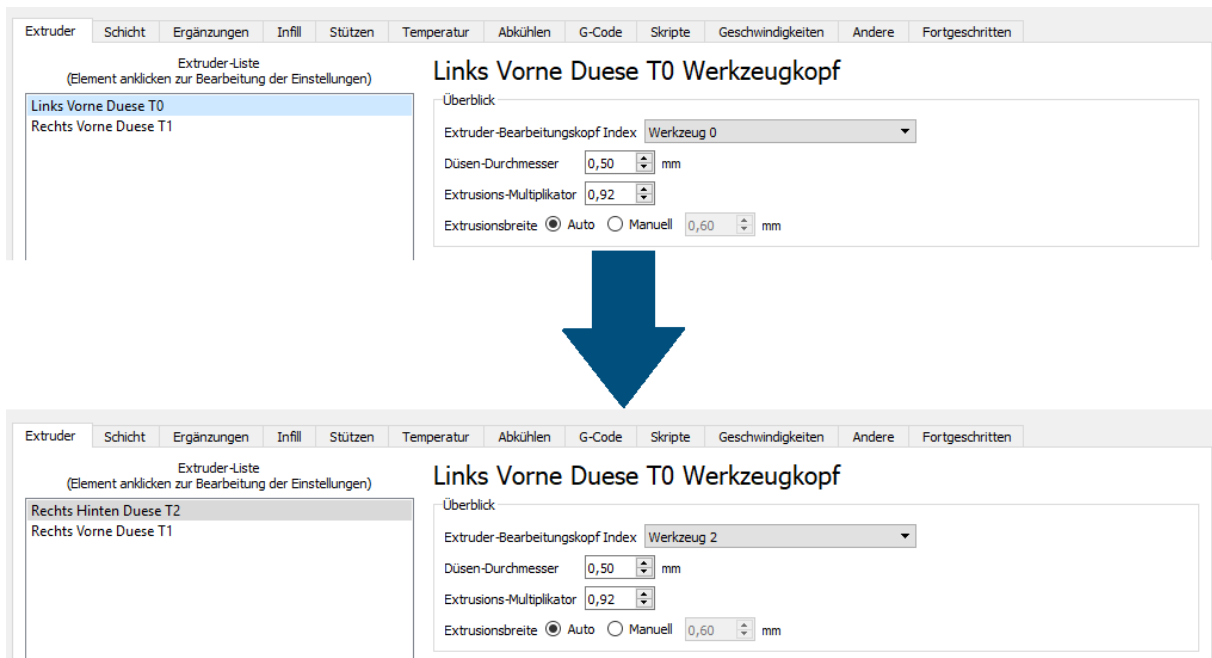 Extruder Schicht Ergänzungen Infill Stützen Temperatur Abkühlen G-Code Skripte Geschwindigkeiten Andere Fortgeschritten
Extruder-Liste
(Element anklicken zur Bearbeitung der Einstellungen)
Links Vorne Duese T0
Rechts Vorne Duese T1
Links Vorne Duese T0 Werkzeugkopf
Überblick
Extruder-Bearbeitungskopf Index Werkzeug 0
Düsen-Durchmesser 0,50 mm
Extrusions-Multiplikator 0,92
Extrusionsbreite Auto Manuell 0,60 mm
Extruder Schicht Ergänzungen Infill Stützen Temperatur Abkühlen G-Code Skripte Geschwindigkeiten Andere Fortgeschritten
Extruder-Liste
(Element anklicken zur Bearbeitung der Einstellungen)
Rechts Hinten Duese T2
Rechts Vorne Duese T1
Links Vorne Duese T0 Werkzeugkopf
Überblick
Extruder-Bearbeitungskopf Index Werkzeug 2
Düsen-Durchmesser 0,50 mm
Extrusions-Multiplikator 0,92
Extrusionsbreite Auto Manuell 0,60 mm